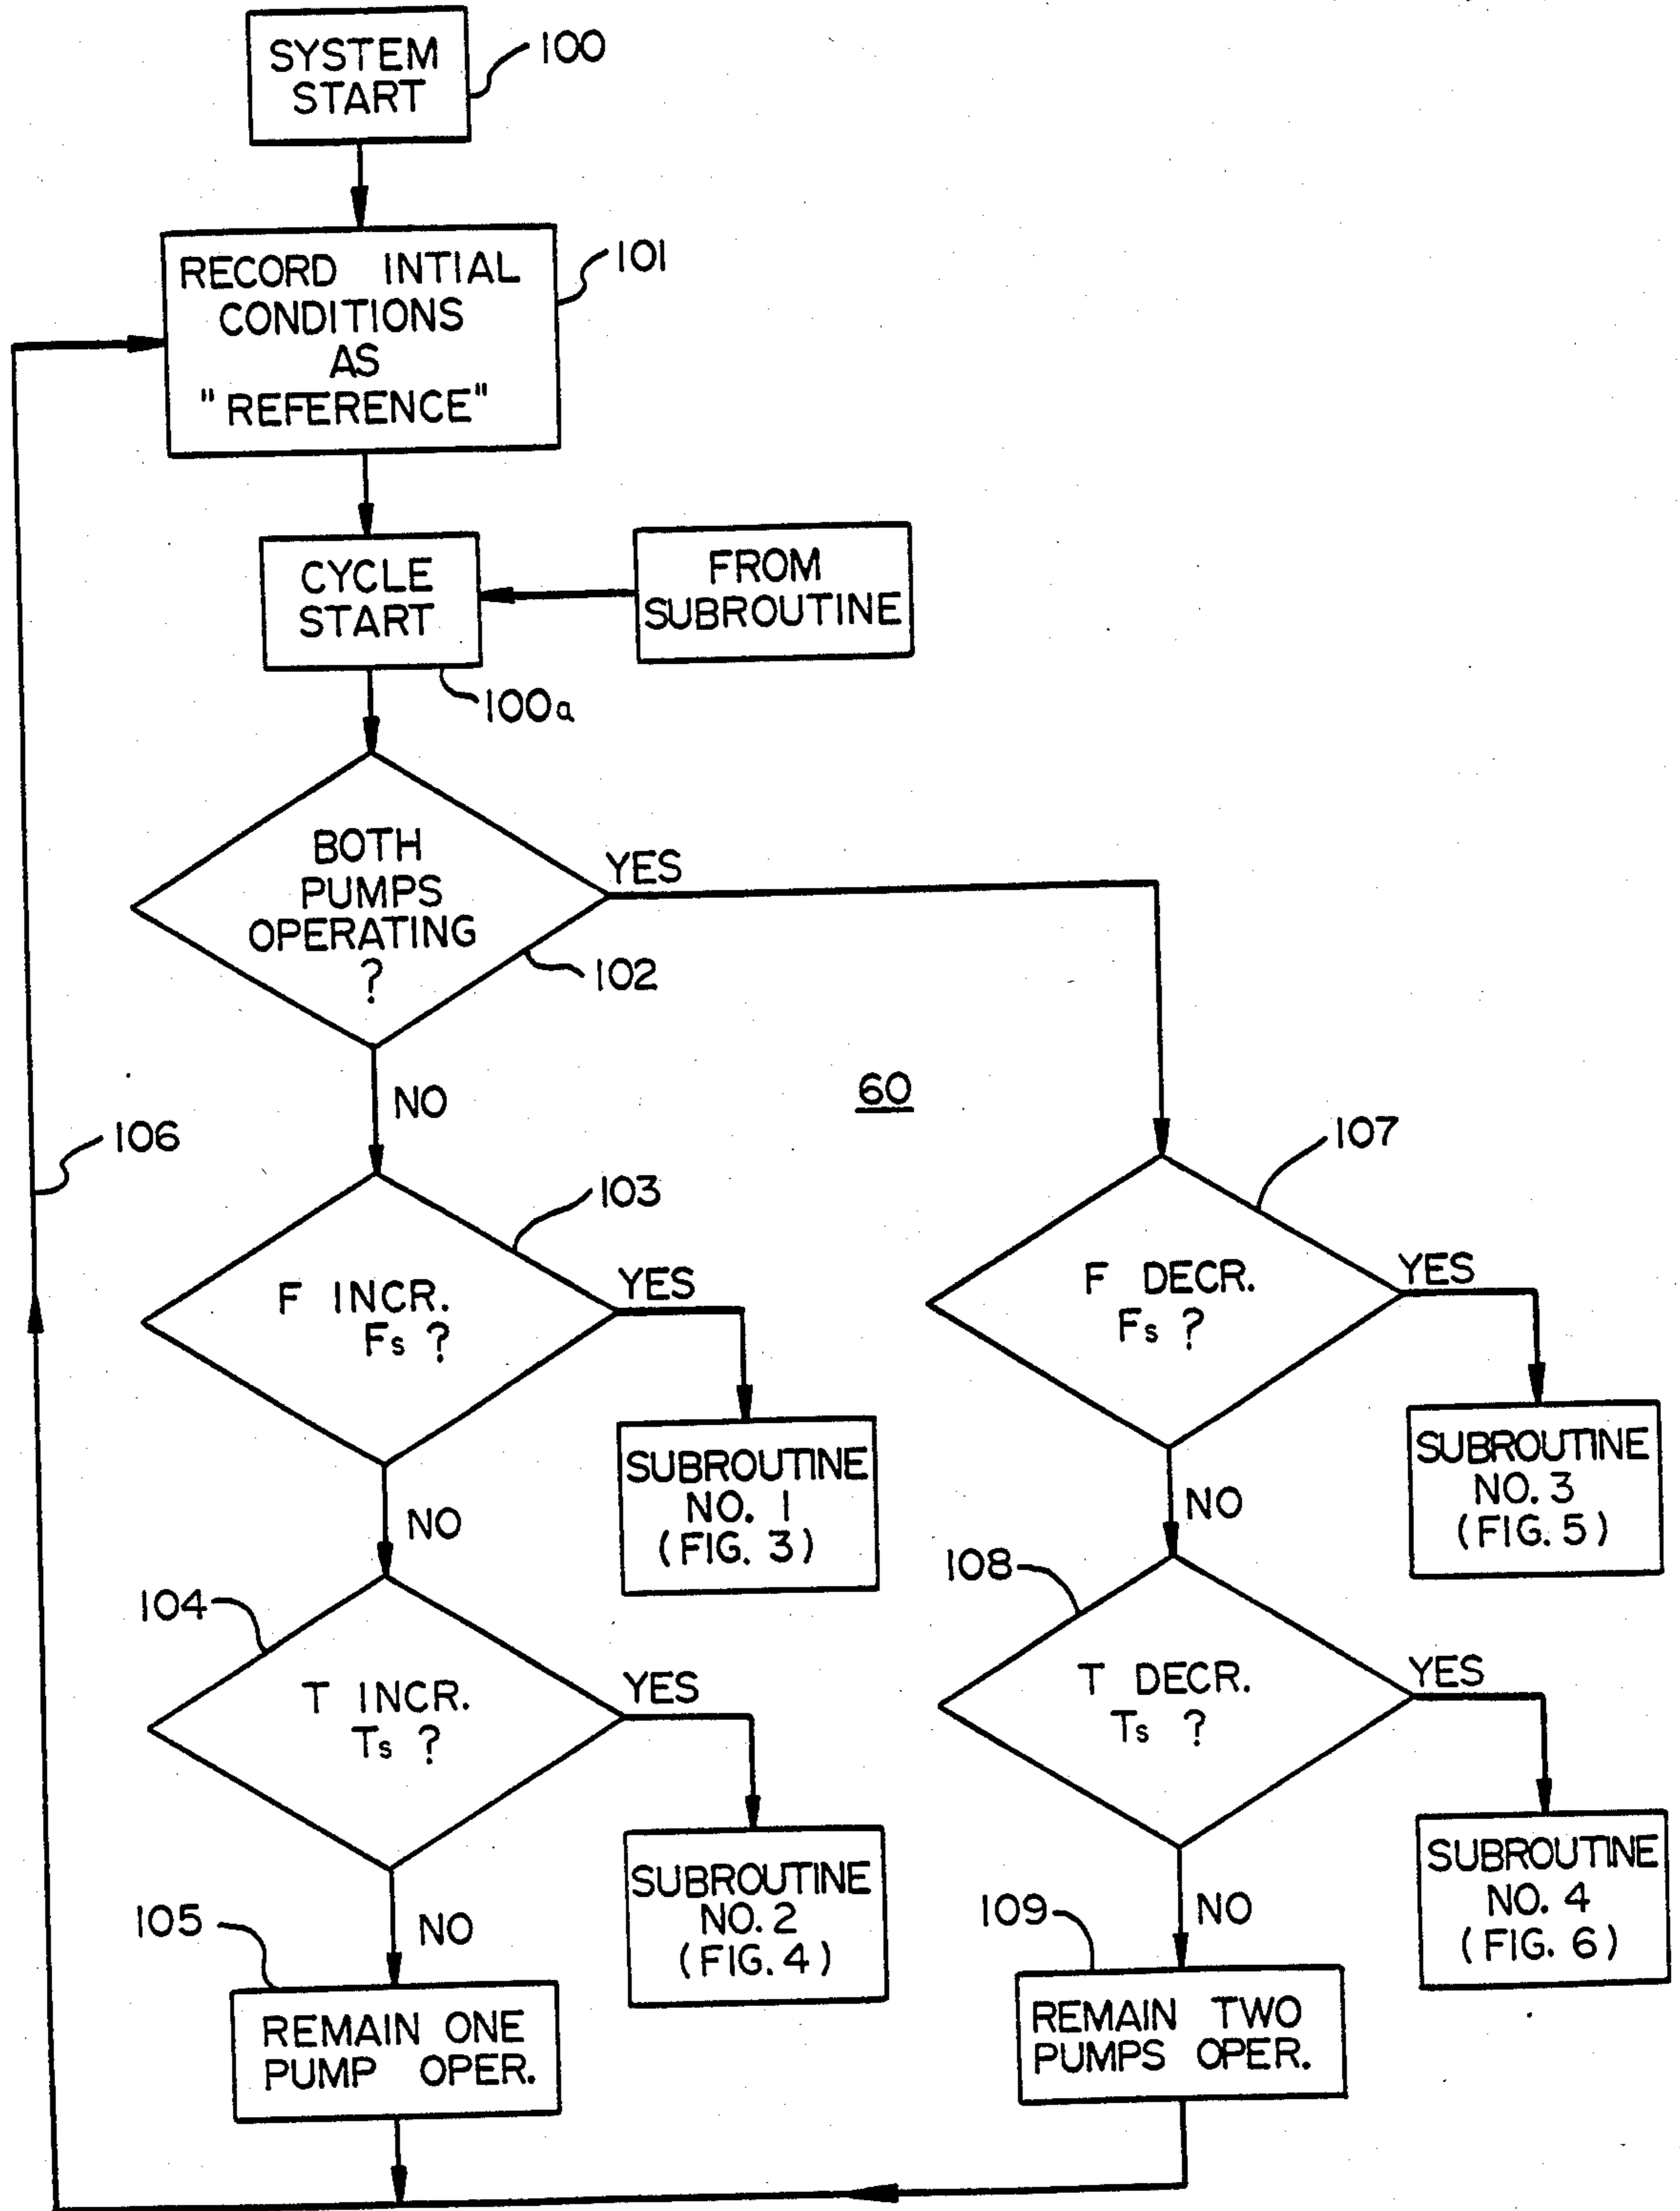 SYSTEM
START
100
RECORD INTIAL
CONDITIONS
AS
"REFERENCE"
101
CYCLE
START
100a
FROM
SUBROUTINE
BOTH
PUMPS
OPERATING
?
YES
102
NO
60
106
103
107
F INCR.
Fs ?
YES
F DECR.
Fs ?
YES
SUBROUTINE
NO. 1
(FIG. 3)
SUBROUTINE
NO. 3
(FIG. 5)
NO
NO
104
108
T INCR.
Ts ?
YES
T DECR.
Ts ?
YES
SUBROUTINE
NO. 2
(FIG. 4)
SUBROUTINE
NO. 4
(FIG. 6)
105
NO
109
NO
REMAIN ONE
PUMP OPER.
REMAIN TWO
PUMPS OPER.